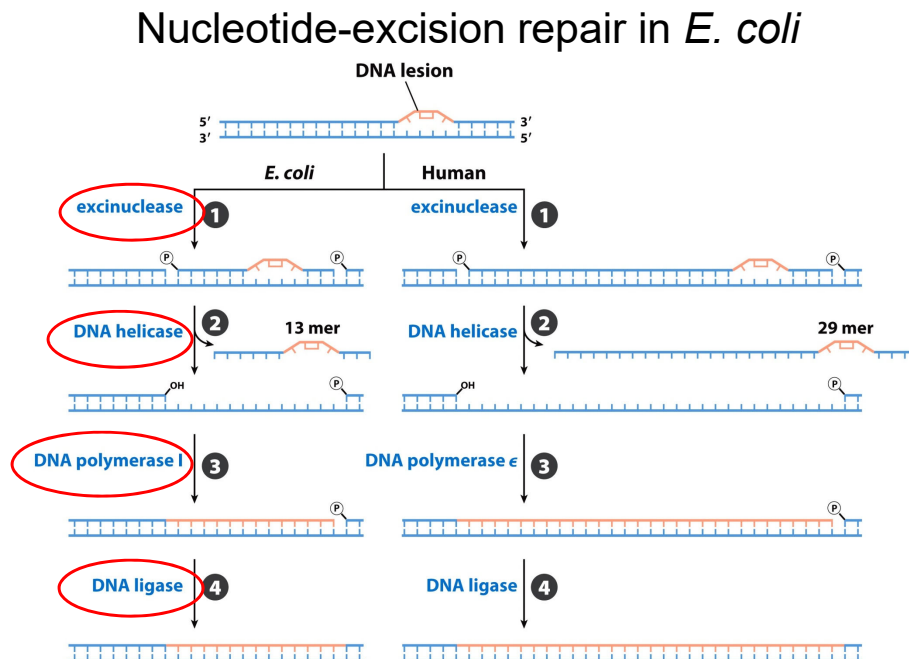 Nucleotide-excision repair in E. coli
DNA lesion
5′ 3′
3′ 5′
E. coli Human
excinuclease 1 excinuclease 1
P P P P
DNA helicase 2 13 mer DNA helicase 2 29 mer
OH P OH P
DNA polymerase I 3 DNA polymerase ϵ 3
P P
DNA ligase 4 DNA ligase 4